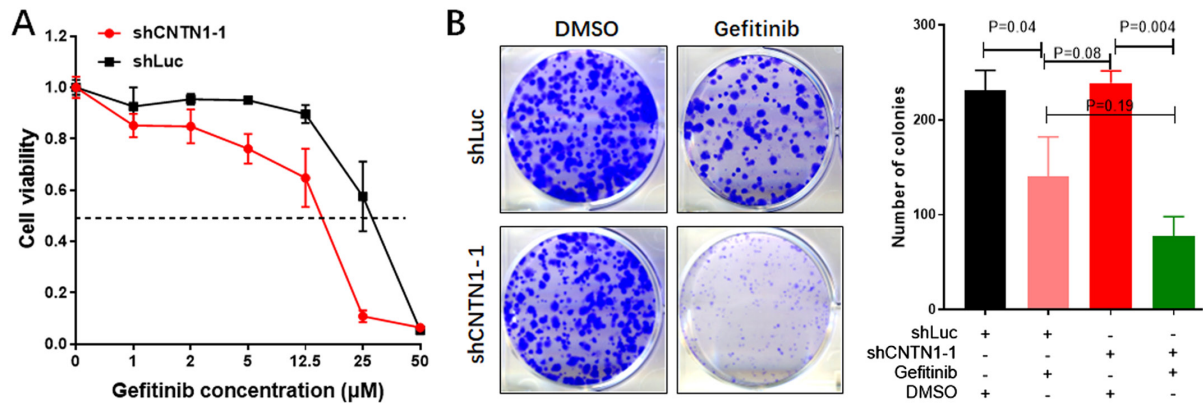 A
shCNTN1-1
shLuc
Cell viability
1.2
1.0
0.8
0.6
0.4
0.2
0.0
0 1 2 5 12.5 25 50
Gefitinib concentration (μM)
B
DMSO Gefitinib
shLuc
shCNTN1-1
Number of colonies
300
200
100
0
P=0.04
P=0.08
P=0.004
P=0.19
shLuc + + - -
shCNTN1-1 - - + +
Gefitinib - + - +
DMSO + - + -